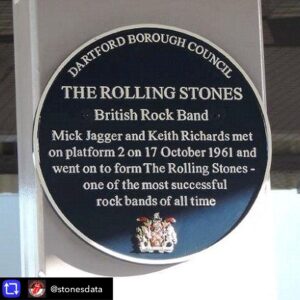 DARTFORD BOROUGH COUNCIL
THE ROLLING STONES
British Rock Band
Mick Jagger and Keith Richards met
on platform 2 on 17 October 1961 and
went on to form The Rolling Stones -
one of the most successful
rock bands of all time
@stonesdata